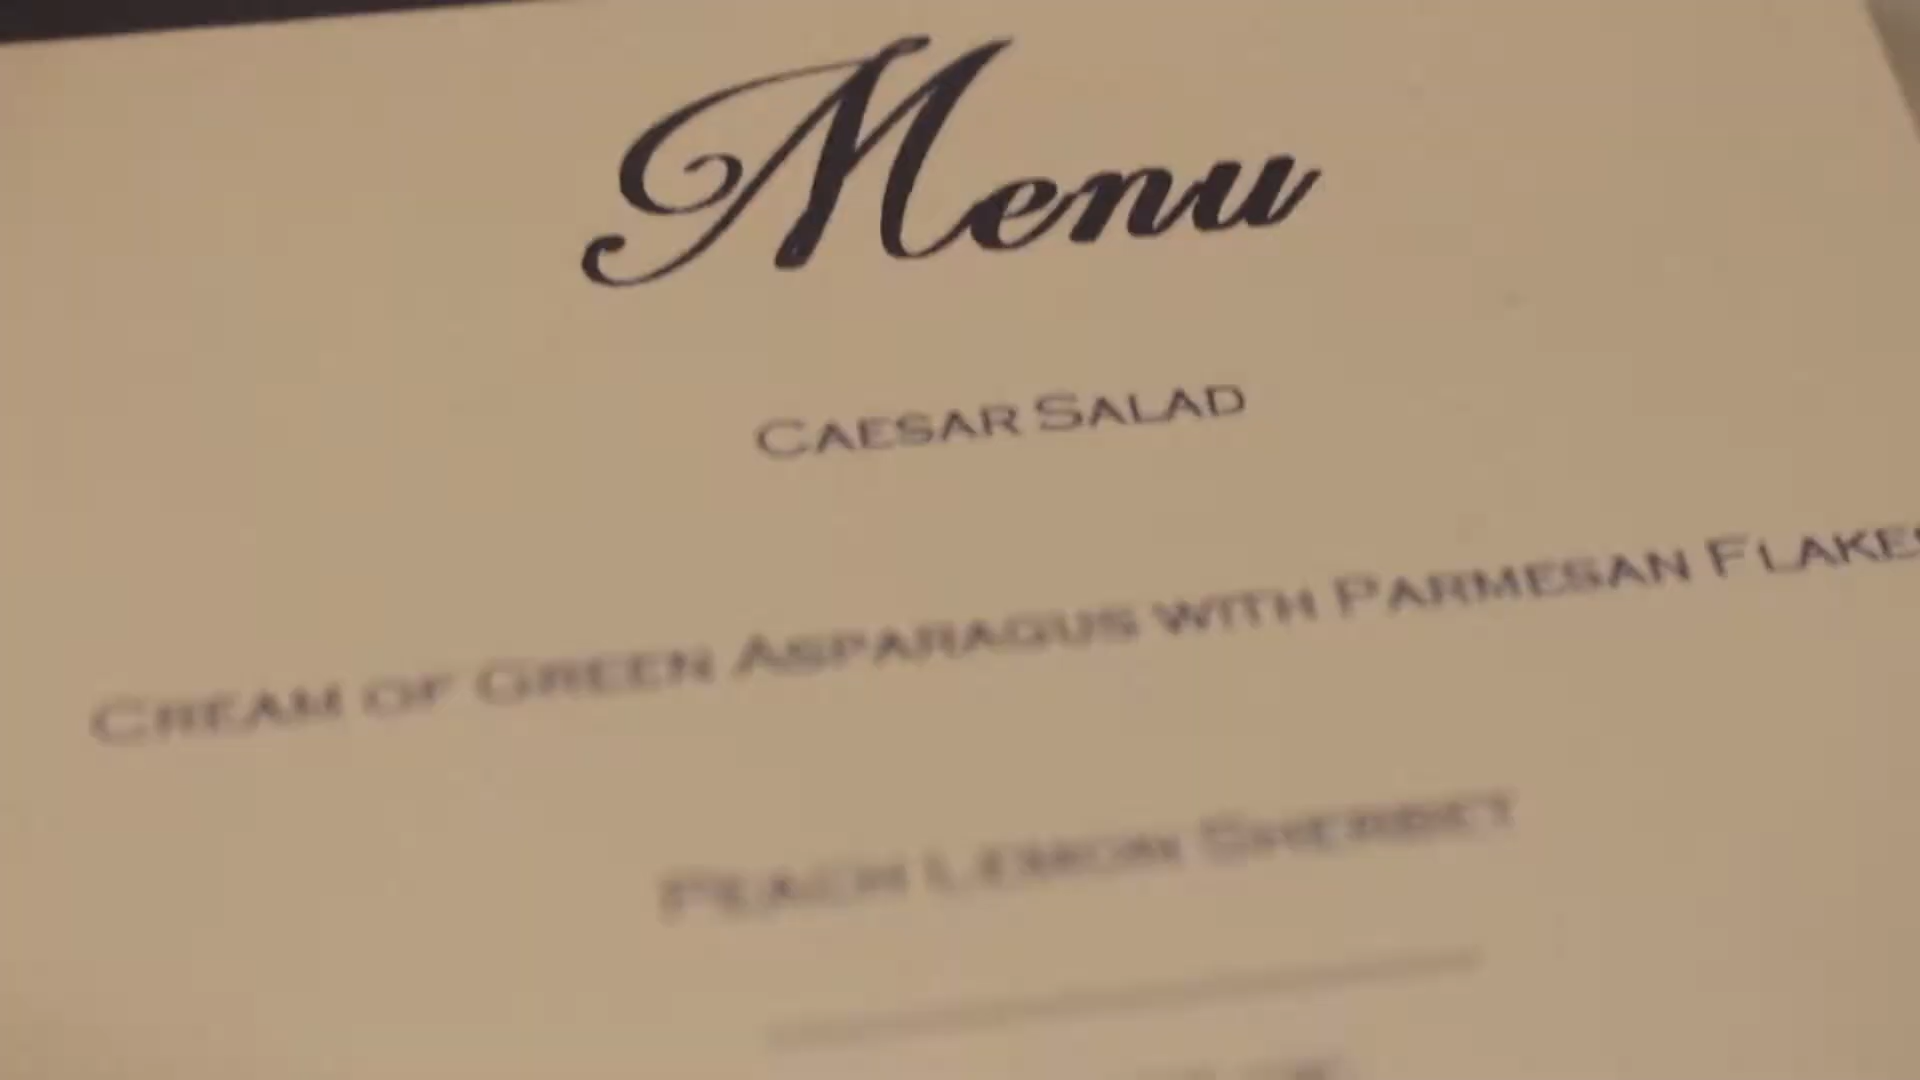 Menu
CAESAR SALAD
CREAM OF GREEN ASPARAGUS WITH PARMESAN FLAKES
PEACH LEMON SHERBET